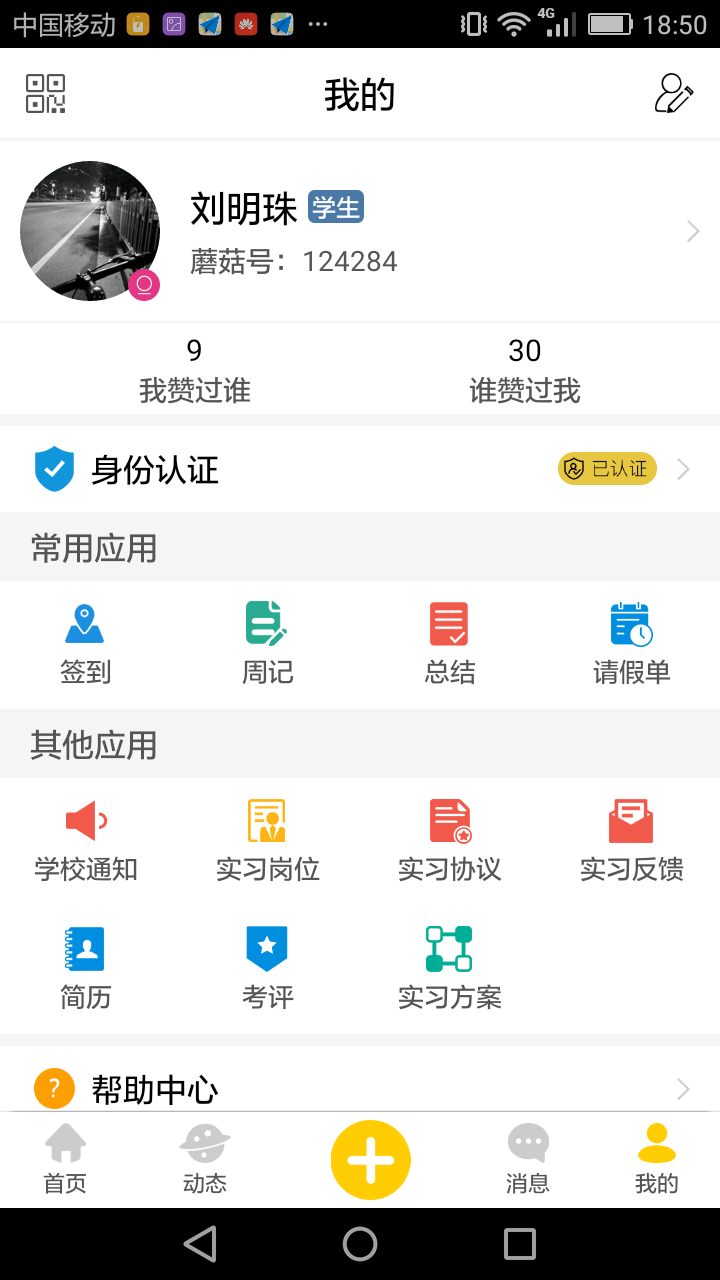 中国移动 4G 18:50
我的
刘明珠 学生
蘑菇号：124284
9 30
我赞过谁 谁赞过我
身份认证 已认证
常用应用
签到 周记 总结 请假单
其他应用
学校通知 实习岗位 实习协议 实习反馈
简历 考评 实习方案
? 帮助中心
首页 动态 消息 我的